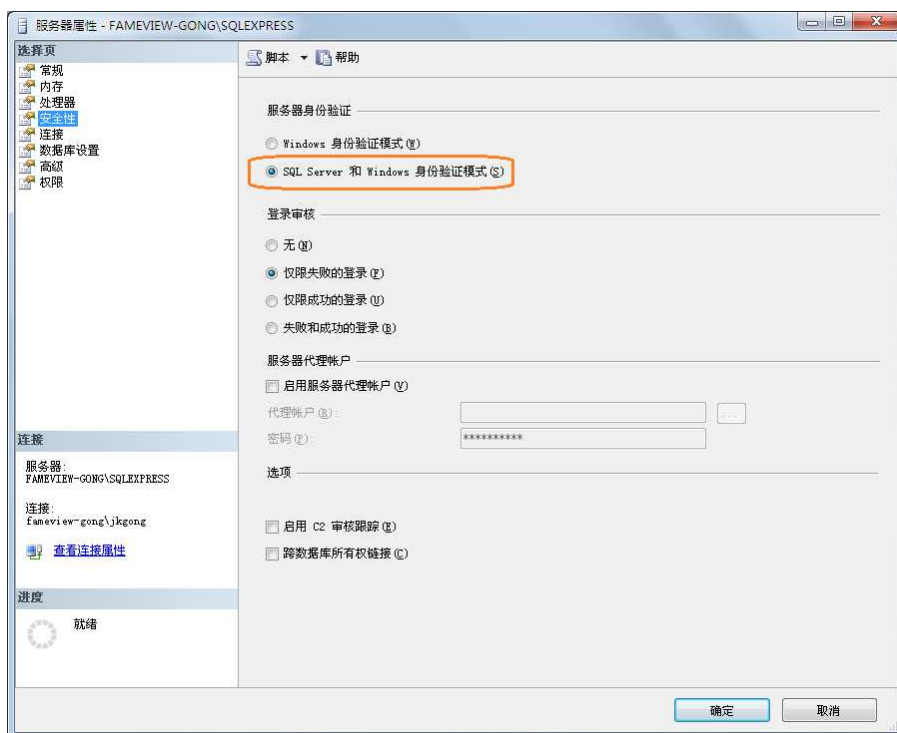 服务器属性 - FAMEVIEW-GONG\SQLEXPRESS
选择页
常规
内存
处理器
安全性
连接
数据库设置
高级
权限
脚本 帮助
服务器身份验证
Windows 身份验证模式(W)
SQL Server 和 Windows 身份验证模式(S)
登录审核
无(N)
仅限失败的登录(F)
仅限成功的登录(U)
失败和成功的登录(B)
服务器代理帐户
启用服务器代理帐户(V)
代理帐户(R):
...
密码(P):
**********
选项
启用 C2 审核跟踪(E)
跨数据库所有权链接(C)
连接
服务器:
FAMEVIEW-GONG\SQLEXPRESS
连接:
fameview-gong\jkgong
查看连接属性
进度
就绪
确定 取消